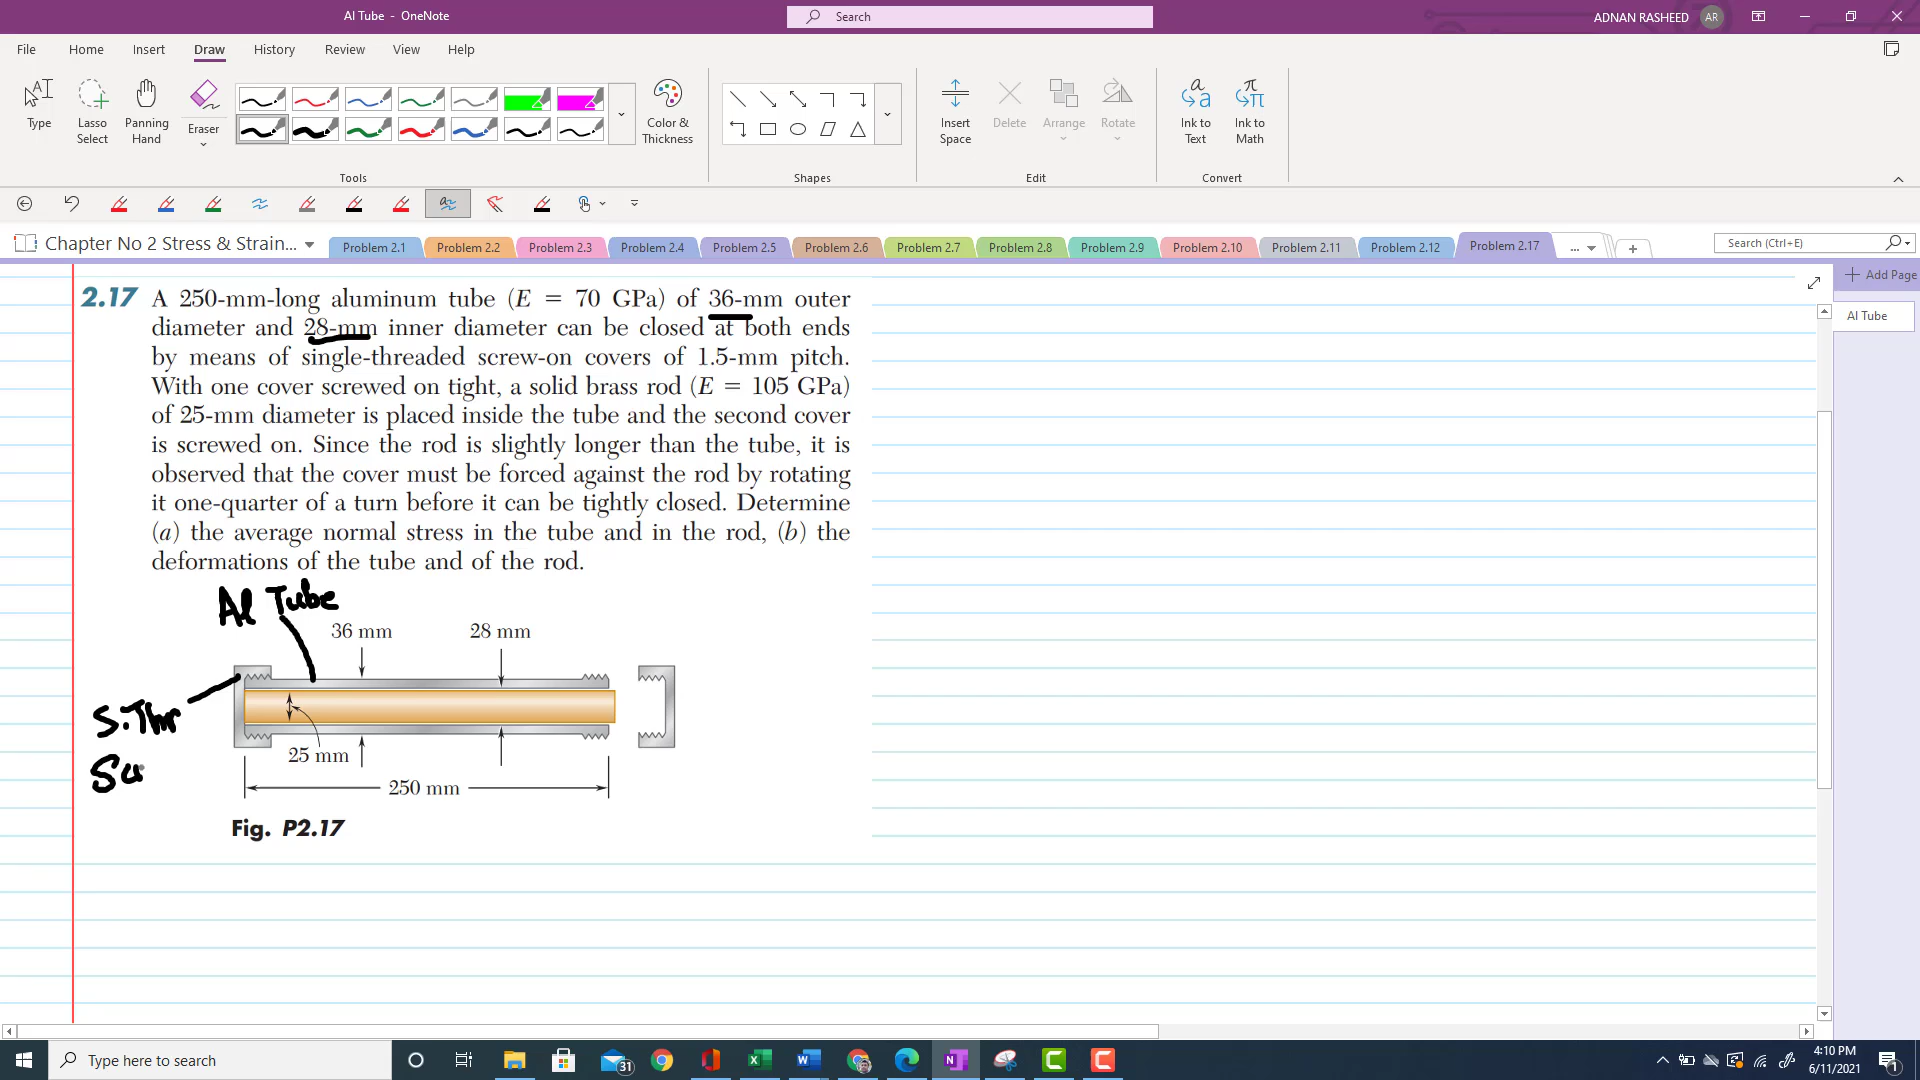 Al Tube - OneNote
Search
ADNAN RASHEED
AR
File Home Insert Draw History Review View Help
Type
Lasso Select
Panning Hand
Eraser
Color & Thickness
Insert Space
Delete
Arrange
Rotate
Ink to Text
Ink to Math
Tools
Shapes
Edit
Convert
Chapter No 2 Stress & Strain...
Problem 2.1
Problem 2.2
Problem 2.3
Problem 2.4
Problem 2.5
Problem 2.6
Problem 2.7
Problem 2.8
Problem 2.9
Problem 2.10
Problem 2.11
Problem 2.12
Problem 2.17
...
Search (Ctrl+E)
Add Page
Al Tube
2.17 A 250-mm-long aluminum tube (E = 70 GPa) of 36-mm outer
diameter and 28-mm inner diameter can be closed at both ends
by means of single-threaded screw-on covers of 1.5-mm pitch.
With one cover screwed on tight, a solid brass rod (E = 105 GPa)
of 25-mm diameter is placed inside the tube and the second cover
is screwed on. Since the rod is slightly longer than the tube, it is
observed that the cover must be forced against the rod by rotating
it one-quarter of a turn before it can be tightly closed. Determine
(a) the average normal stress in the tube and in the rod, (b) the
deformations of the tube and of the rod.
Al Tube
36 mm
28 mm
S.Thr
25 mm
250 mm
Fig. P2.17
Type here to search
31
4:10 PM
6/11/2021
1